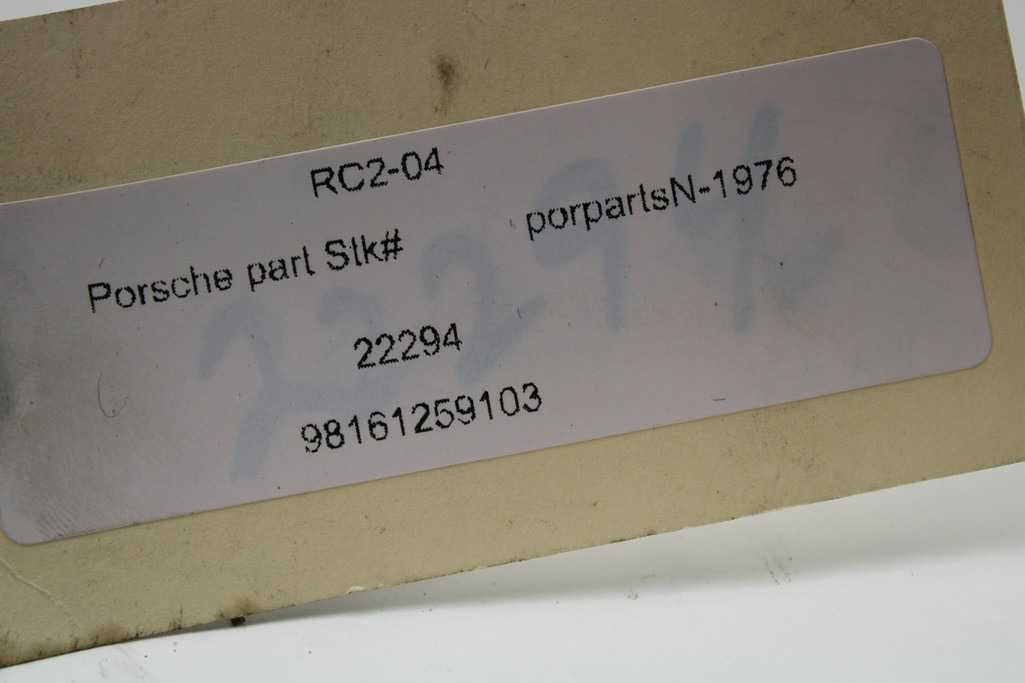 RC2-04
Porsche part Stk# porpartsN-1976
22294
98161259103
22294